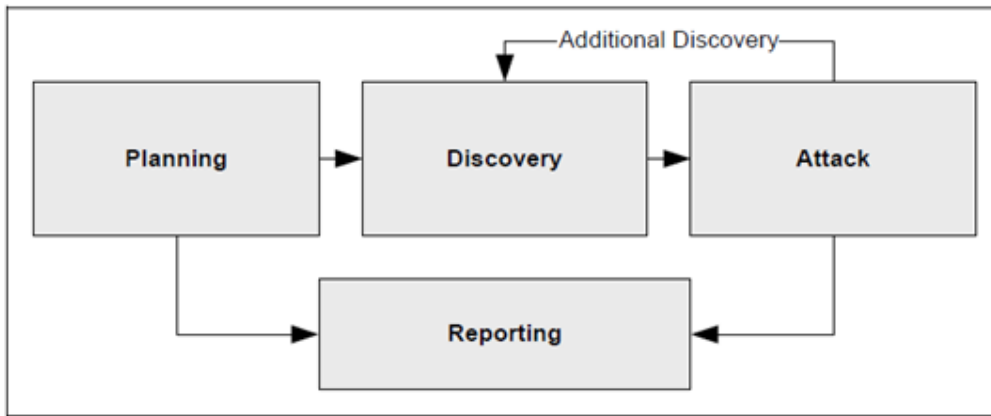 Additional Discovery
Planning
Discovery
Attack
Reporting